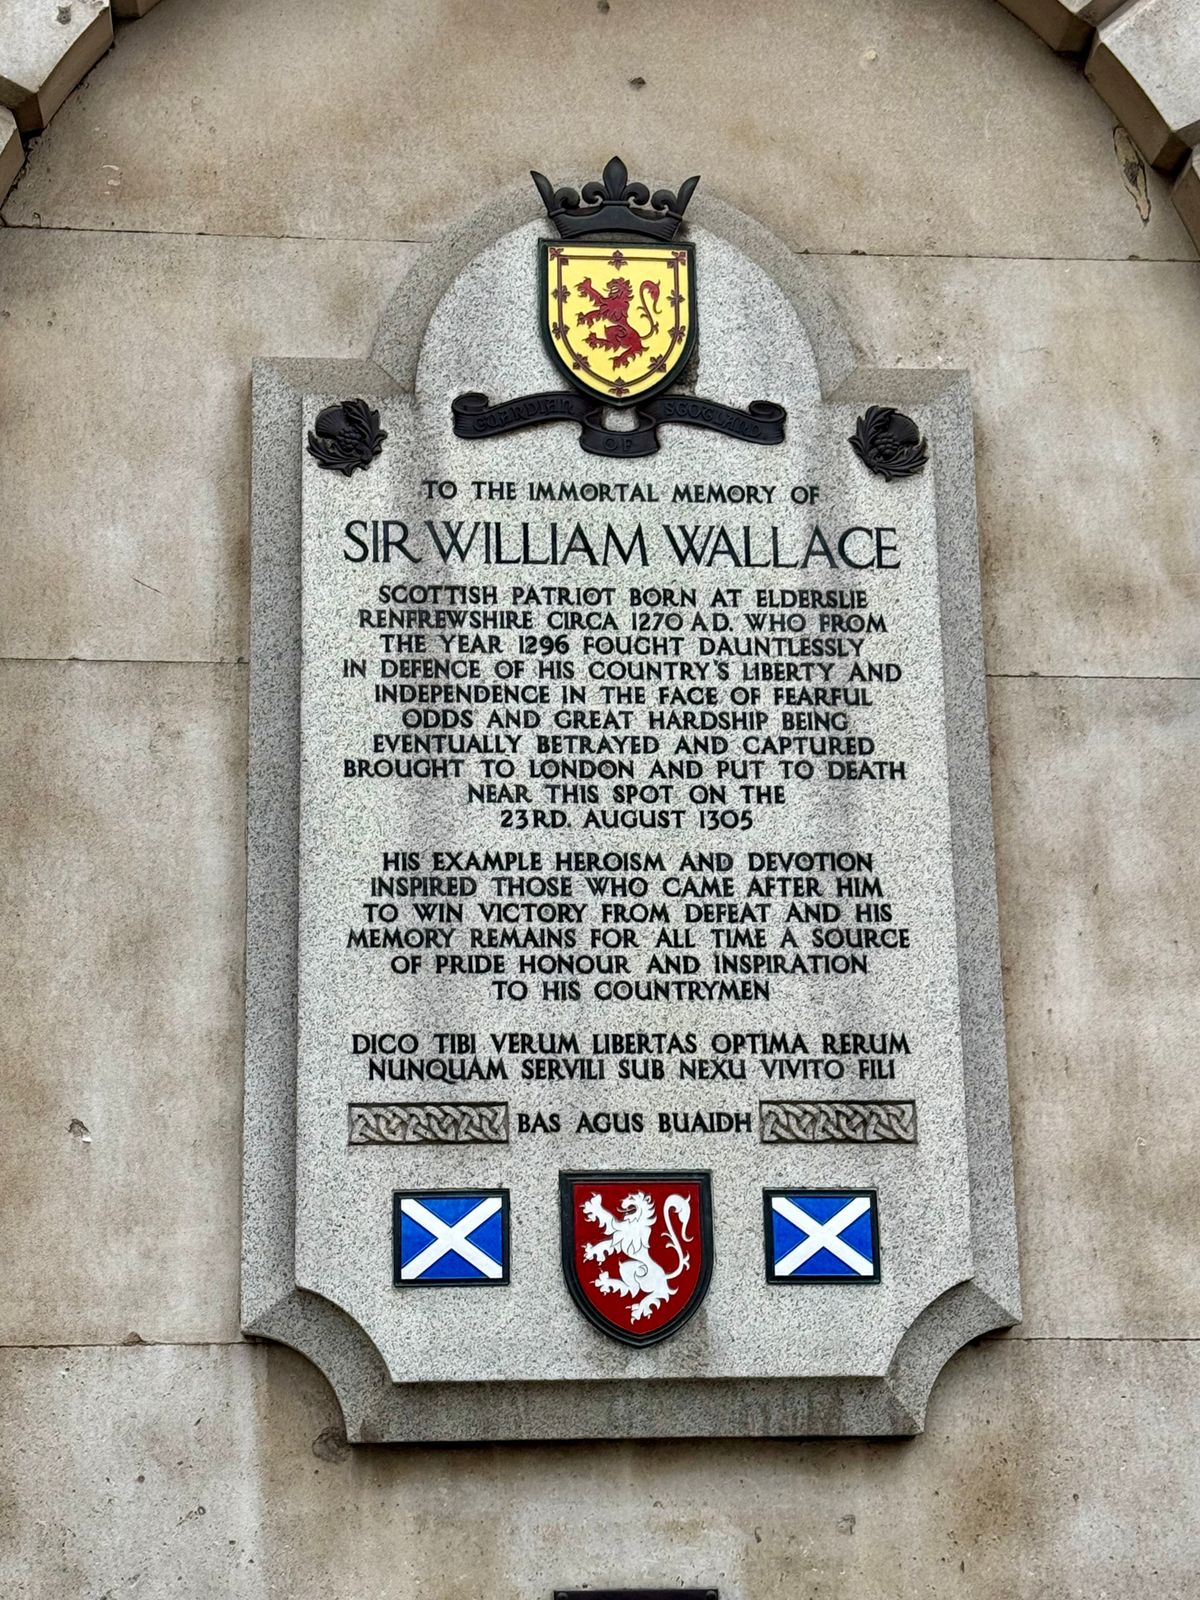 GUARDIAN OF SCOTLAND
TO THE IMMORTAL MEMORY OF
SIR WILLIAM WALLACE
SCOTTISH PATRIOT BORN AT ELDERSLIE
RENFREWSHIRE CIRCA 1270 A.D. WHO FROM
THE YEAR 1296 FOUGHT DAUNTLESSLY
IN DEFENCE OF HIS COUNTRY'S LIBERTY AND
INDEPENDENCE IN THE FACE OF FEARFUL
ODDS AND GREAT HARDSHIP BEING
EVENTUALLY BETRAYED AND CAPTURED
BROUGHT TO LONDON AND PUT TO DEATH
NEAR THIS SPOT ON THE
23RD. AUGUST 1305
HIS EXAMPLE HEROISM AND DEVOTION
INSPIRED THOSE WHO CAME AFTER HIM
TO WIN VICTORY FROM DEFEAT AND HIS
MEMORY REMAINS FOR ALL TIME A SOURCE
OF PRIDE HONOUR AND INSPIRATION
TO HIS COUNTRYMEN
DICO TIBI VERUM LIBERTAS OPTIMA RERUM
NUNQUAM SERVILI SUB NEXU VIVITO FILI
BAS AGUS BUAIDH